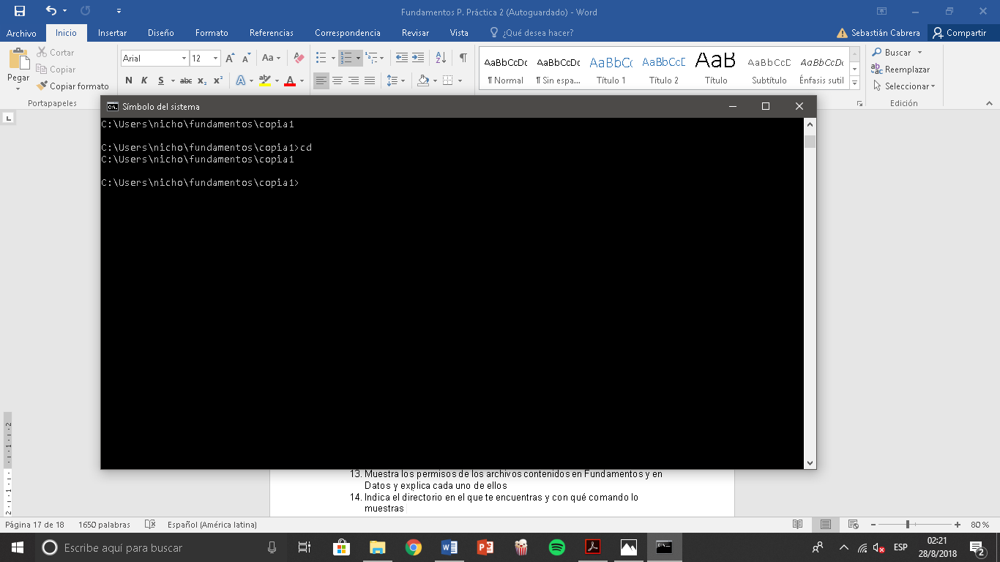 Fundamentos P. Práctica 2 (Autoguardado) - Word
Archivo Inicio Insertar Diseño Formato Referencias Correspondencia Revisar Vista ¿Qué desea hacer? Sebastián Cabrera Compartir
Pegar
Cortar
Copiar
Copiar formato
Portapapeles
Arial 12 Aa
N K S abc x₂ x² A ab A
AaBbCcDc AaBbCcDc AaBbCc AaBbCcD AaB AaBbCcD AaBbCcDc
¶ Normal ¶ Sin espa... Título 1 Título 2 Título Subtítulo Énfasis sutil
Buscar
Reemplazar
Seleccionar
Edición
Símbolo del sistema
C:\Users\nicho\fundamentos\copia1
C:\Users\nicho\fundamentos\copia1>cd
C:\Users\nicho\fundamentos\copia1
C:\Users\nicho\fundamentos\copia1>
13. Muestra los permisos de los archivos contenidos en Fundamentos y en
Datos y explica cada uno de ellos
14. Indica el directorio en el que te encuentras y con qué comando lo
muestras
Página 17 de 18 1650 palabras Español (América latina) 80 %
Escribe aquí para buscar
ESP
02:21
28/8/2018
2